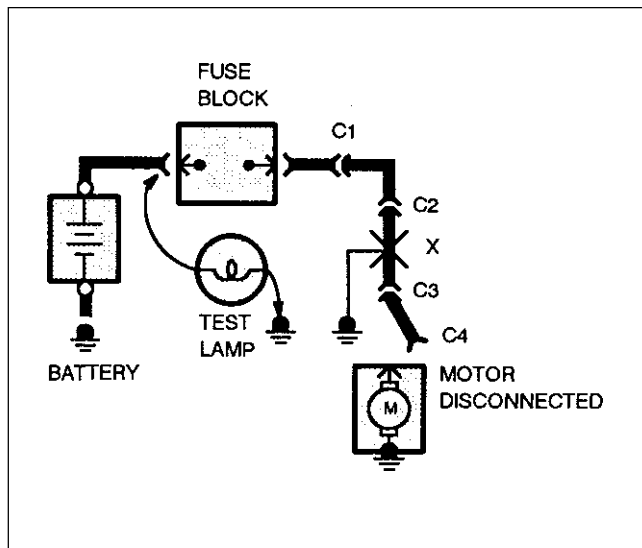 FUSE
BLOCK
C1
C2
X
C3
C4
TEST
LAMP
BATTERY
M
MOTOR
DISCONNECTED